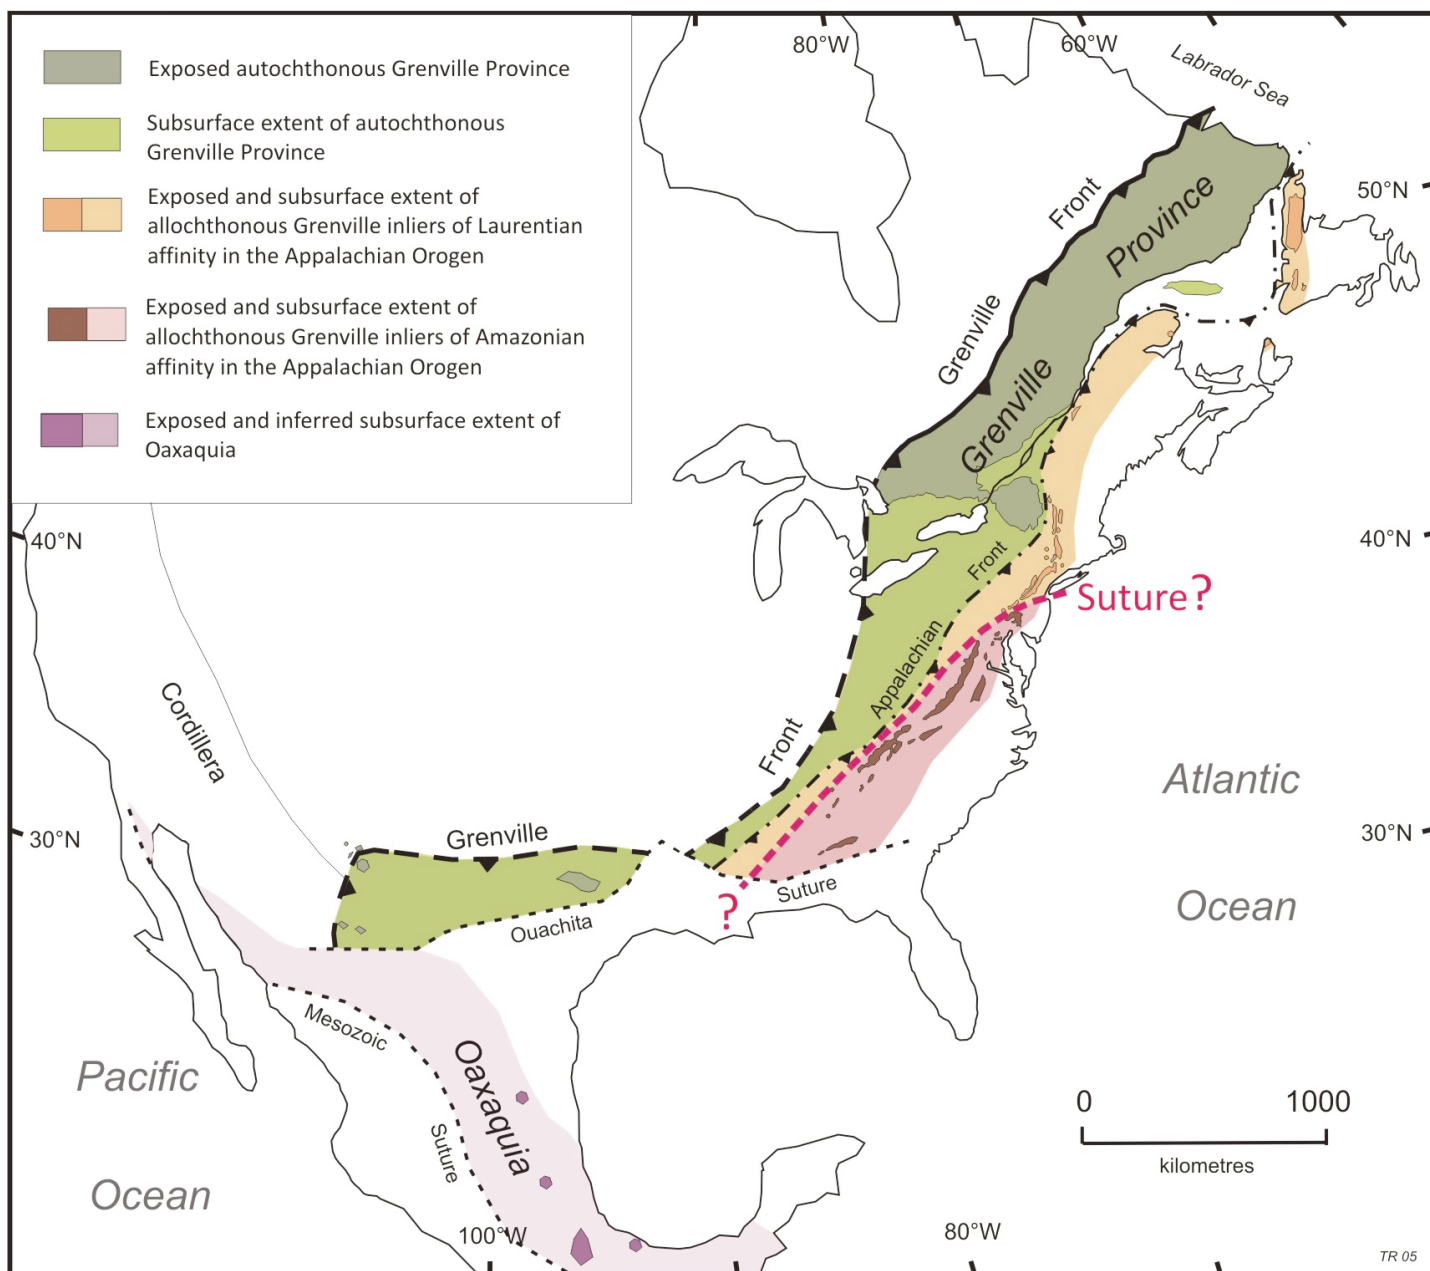 80°W
60°W
Labrador Sea
Exposed autochthonous Grenville Province
Subsurface extent of autochthonous
Grenville Province
Exposed and subsurface extent of
allochthonous Grenville inliers of Laurentian
affinity in the Appalachian Orogen
Exposed and subsurface extent of
allochthonous Grenville inliers of Amazonian
affinity in the Appalachian Orogen
Exposed and inferred subsurface extent of
Oaxaquia
50°N
Front
Province
Grenville
Grenville
40°N
40°N
Front
Suture?
Appalachian
Cordillera
Front
Atlantic
Ocean
30°N
30°N
Grenville
Suture
?
Ouachita
Mesozoic
Suture
Oaxaquia
Pacific
Ocean
0 1000
kilometres
100°W
80°W
TR 05